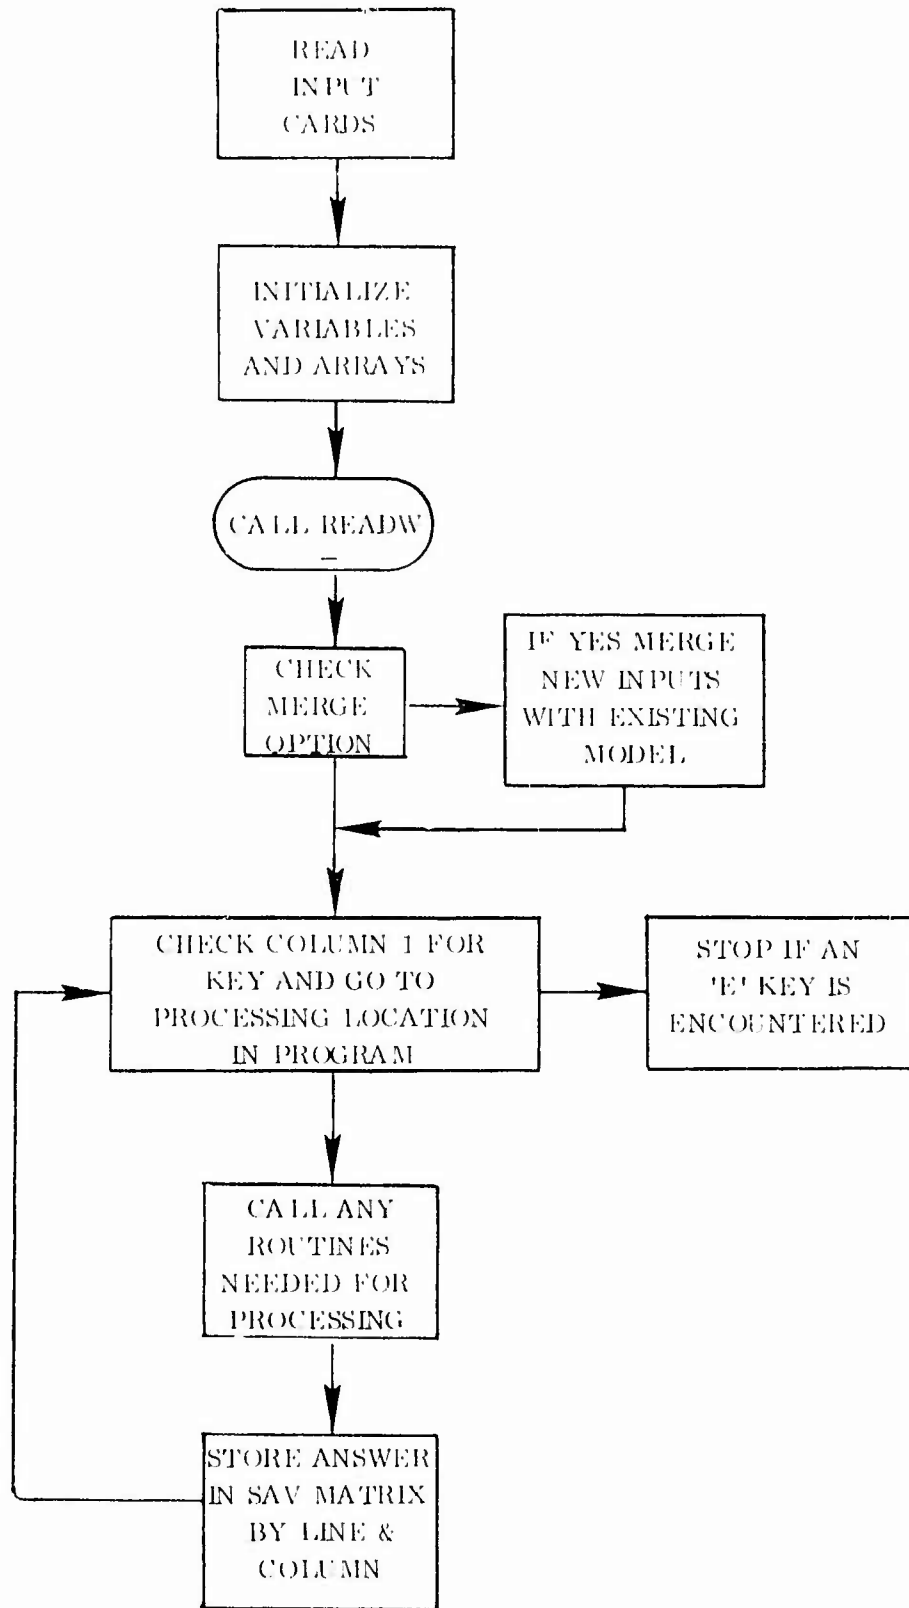 READ
INPUT
CARDS
INITIALIZE
VARIABLES
AND ARRAYS
CALL READW
CHECK
MERGE
OPTION
IF YES MERGE
NEW INPUTS
WITH EXISTING
MODEL
CHECK COLUMN 1 FOR
KEY AND GO TO
PROCESSING LOCATION
IN PROGRAM
STOP IF AN
'E' KEY IS
ENCOUNTERED
CALL ANY
ROUTINES
NEEDED FOR
PROCESSING
STORE ANSWER
IN SAV MATRIX
BY LINE &
COLUMN